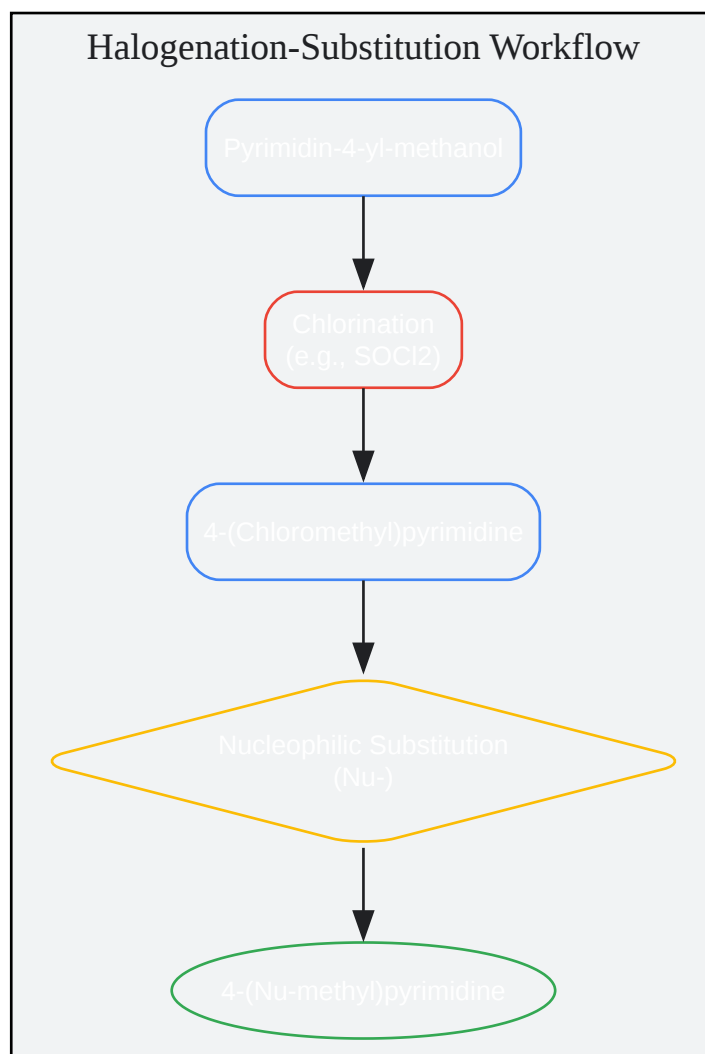 Halogenation-Substitution Workflow
Pyrimidin-4-yl-methanol
Chlorination
(e.g., SOCl2)
4-(Chloromethyl)pyrimidine
Nucleophilic Substitution
(Nu-)
4-(Nu-methyl)pyrimidine